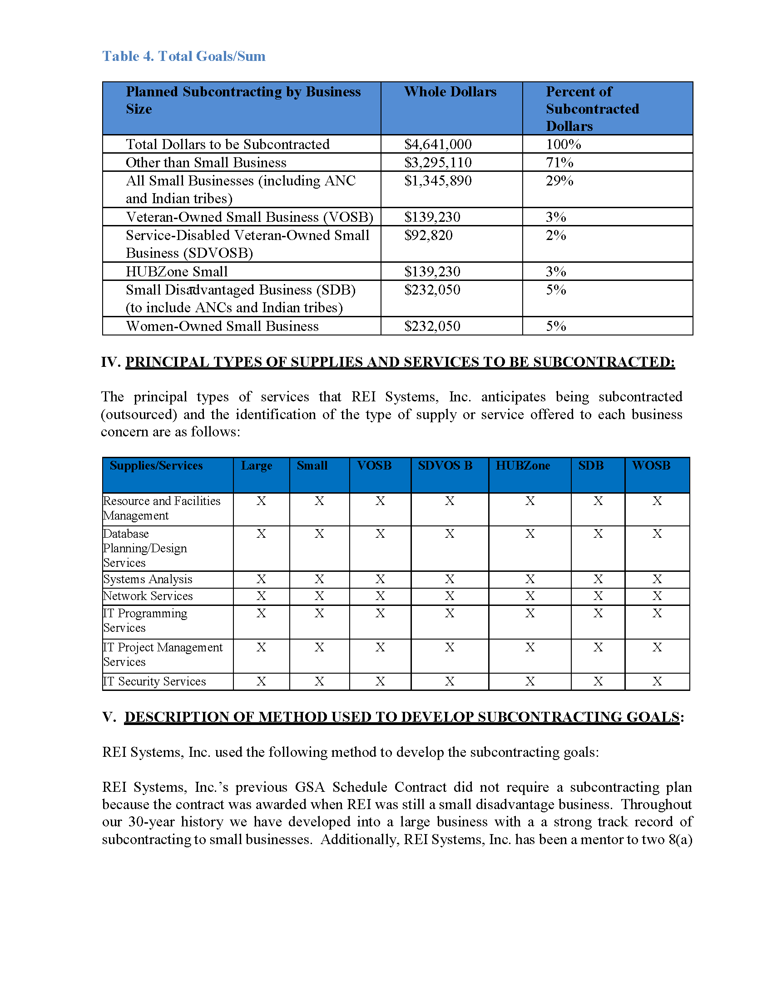 Table 4. Total Goals/Sum
Planned Subcontracting by Business Whole Dollars Percent of
Size Subcontracted
Dollars
Total Dollars to be Subcontracted $4,641,000 100%
Other than Small Business $3,295,110 71%
All Small Businesses (including ANC $1,345,890 29%
and Indian tribes)
Veteran-Owned Small Business (VOSB) $139,230 3%
Service-Disabled Veteran-Owned Small $92,820 2%
Business (SDVOSB)
HUBZone Small $139,230 3%
Small Disadvantaged Business (SDB) $232,050 5%
(to include ANCs and Indian tribes)
Women-Owned Small Business $232,050 5%
IV. PRINCIPAL TYPES OF SUPPLIES AND SERVICES TO BE SUBCONTRACTED:
The principal types of services that REI Systems, Inc. anticipates being subcontracted
(outsourced) and the identification of the type of supply or service offered to each business
concern are as follows:
Supplies/Services Large Small VOSB SDVOS B HUBZone SDB WOSB
Resource and Facilities X X X X X X X
Management
Database X X X X X X X
Planning/Design
Services
Systems Analysis X X X X X X X
Network Services X X X X X X X
IT Programming X X X X X X X
Services
IT Project Management X X X X X X X
Services
IT Security Services X X X X X X X
V. DESCRIPTION OF METHOD USED TO DEVELOP SUBCONTRACTING GOALS:
REI Systems, Inc. used the following method to develop the subcontracting goals:
REI Systems, Inc.’s previous GSA Schedule Contract did not require a subcontracting plan
because the contract was awarded when REI was still a small disadvantage business. Throughout
our 30-year history we have developed into a large business with a a strong track record of
subcontracting to small businesses. Additionally, REI Systems, Inc. has been a mentor to two 8(a)